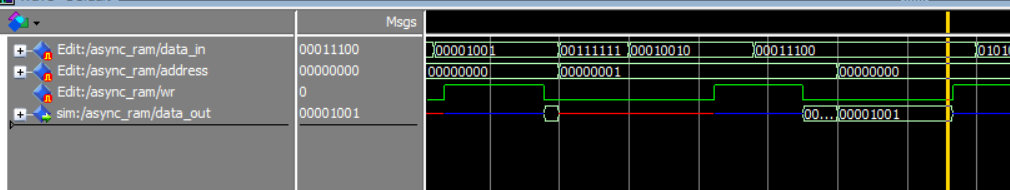 Msgs
Edit:/async_ram/data_in 00011100 00001001 00111111 00010010 00011100 0101
Edit:/async_ram/address 00000000 00000000 00000001 00000000
Edit:/async_ram/wr 0
sim:/async_ram/data_out 00001001 00... 00001001